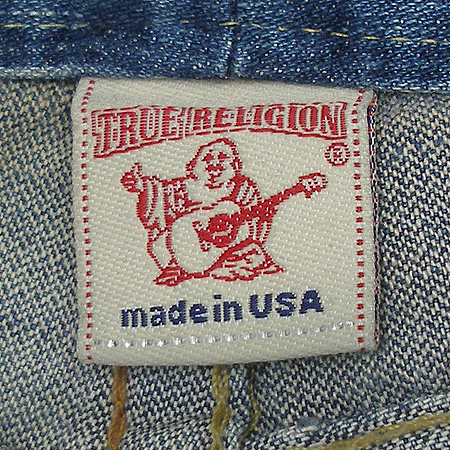 TRUE RELIGION
®
made in USA